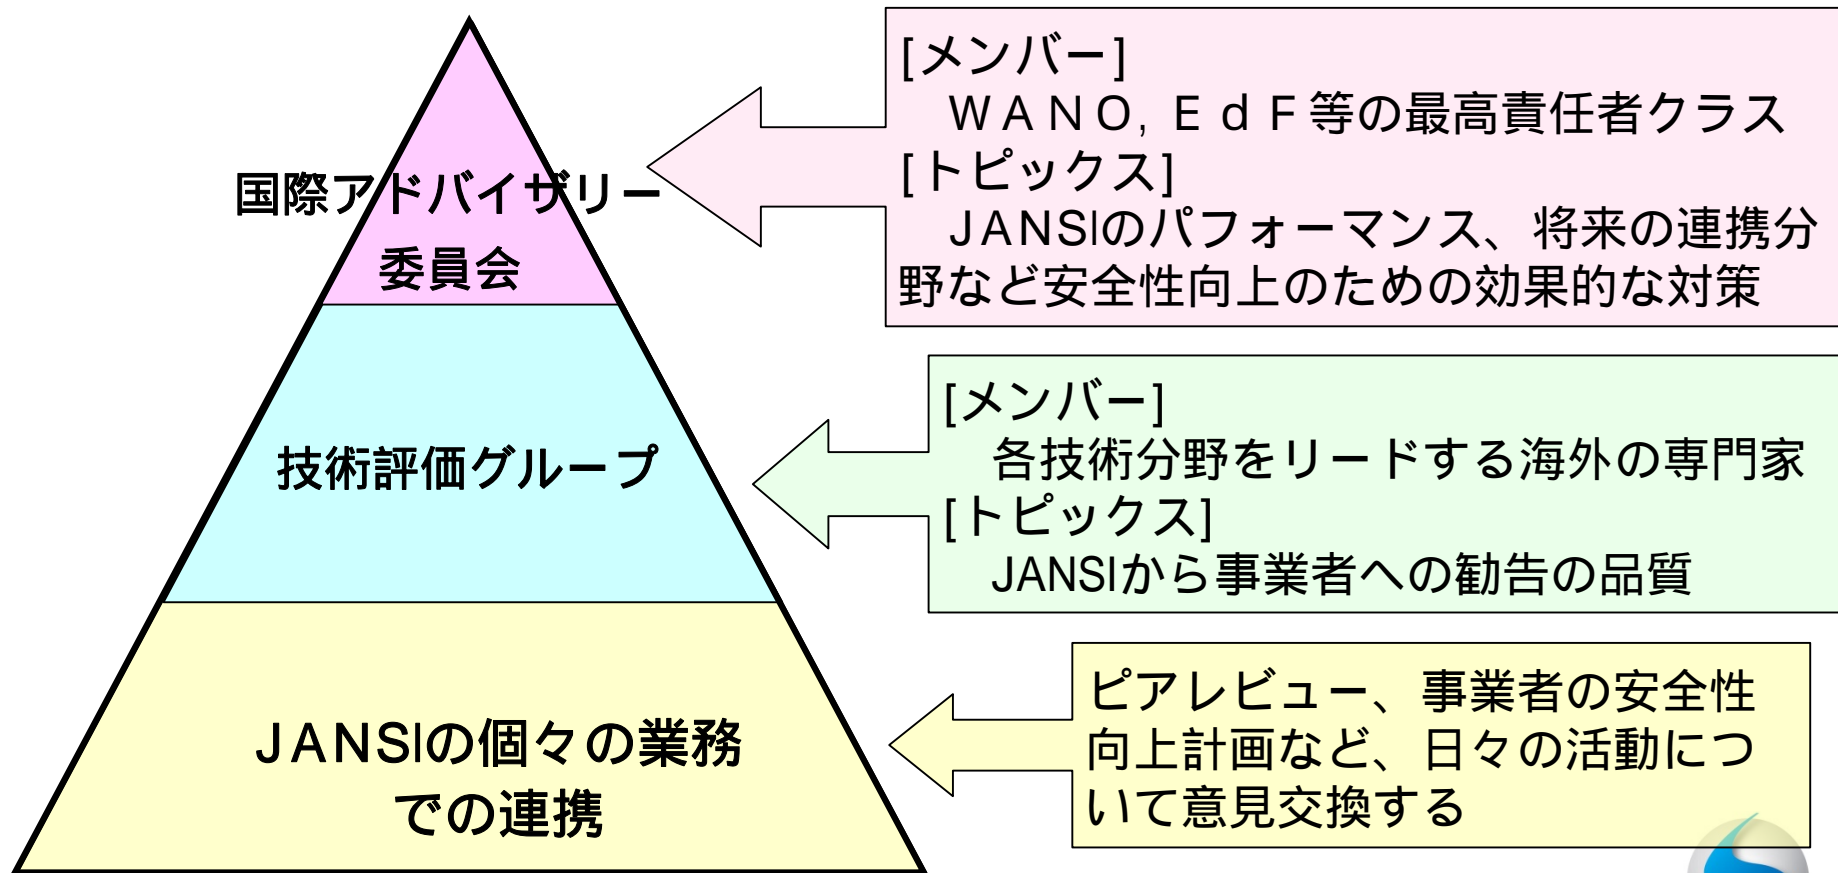 国際アドバイザリー
委員会
[メンバー]
ＷＡＮＯ, ＥｄＦ等の最高責任者クラス
[トピックス]
JANSIのパフォーマンス、将来の連携分
野など安全性向上のための効果的な対策
技術評価グループ
[メンバー]
各技術分野をリードする海外の専門家
[トピックス]
JANSIから事業者への勧告の品質
JANSIの個々の業務
での連携
ピアレビュー、事業者の安全性
向上計画など、日々の活動につ
いて意見交換する